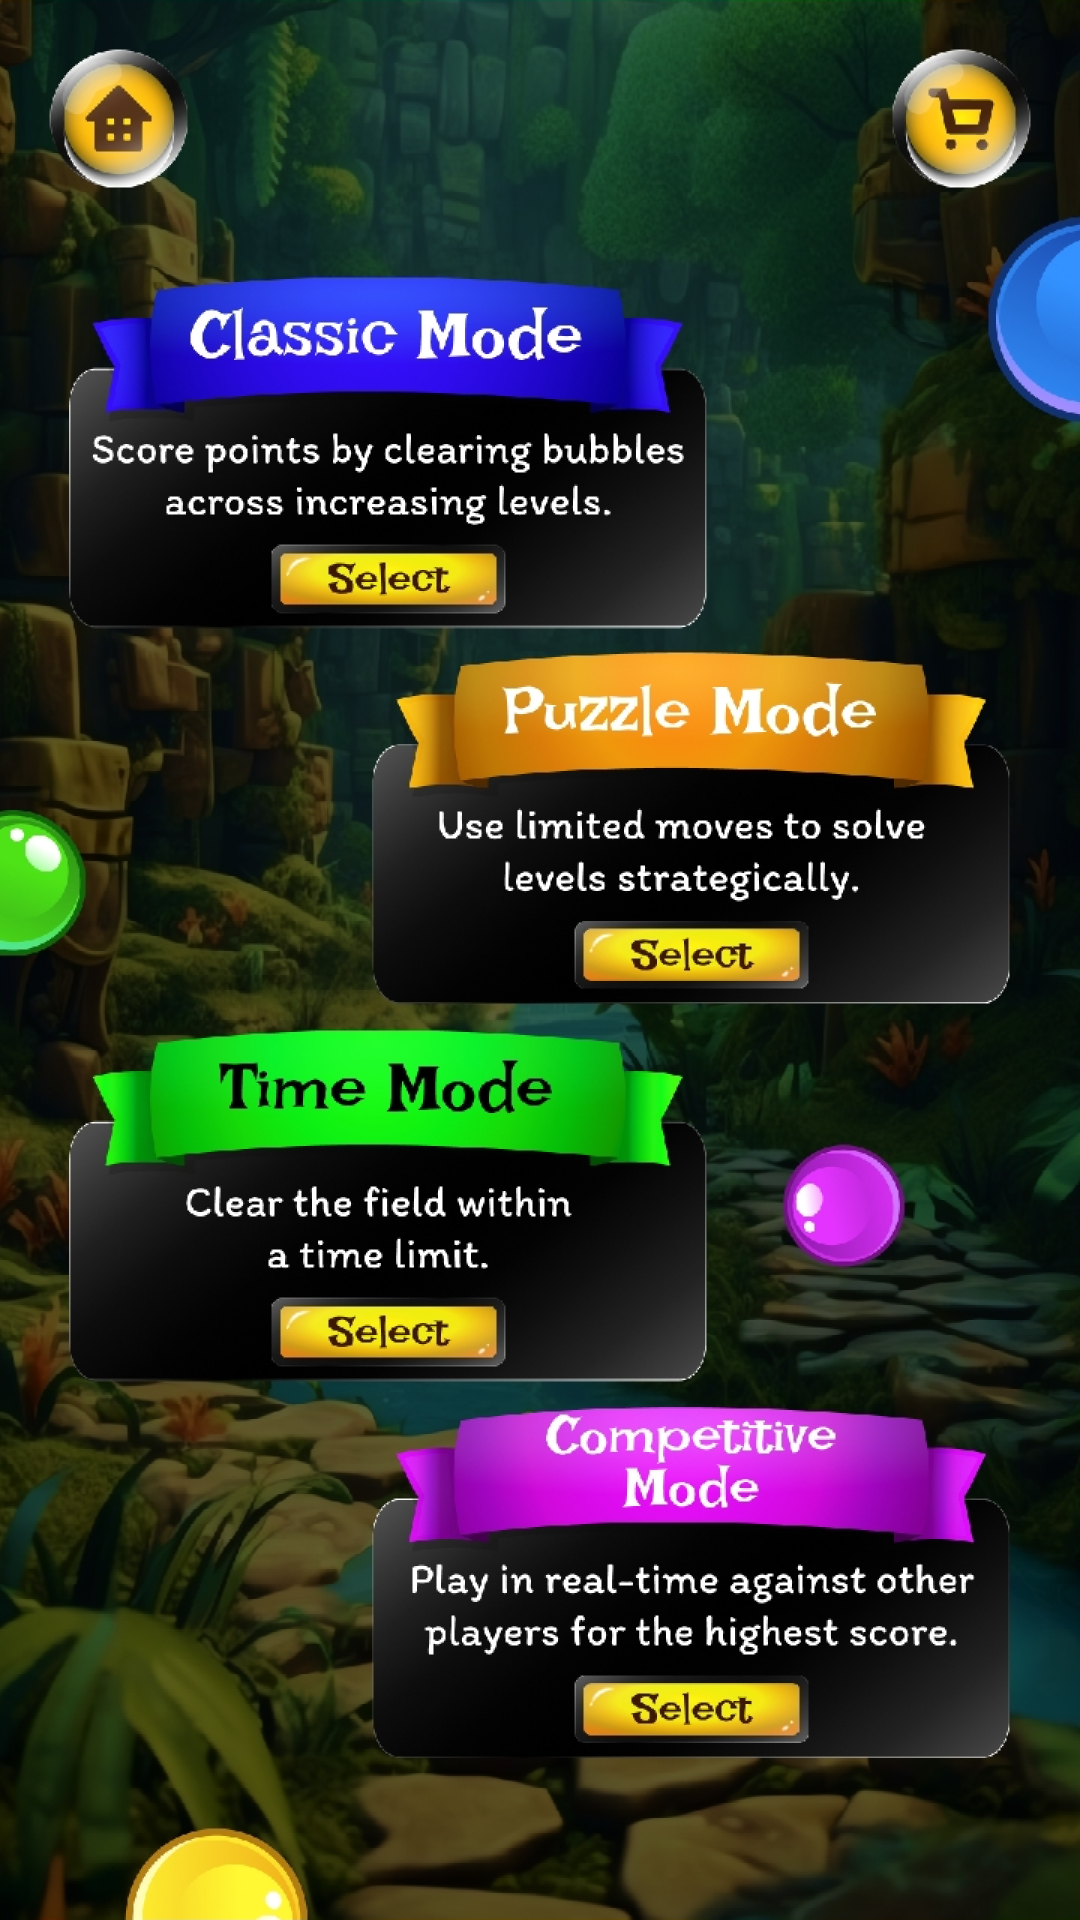 Classic Mode
Score points by clearing bubbles
across increasing levels.
Select
Puzzle Mode
Use limited moves to solve
levels strategically.
Select
Time Mode
Clear the field within
a time limit.
Select
Competitive
Mode
Play in real-time against other
players for the highest score.
Select